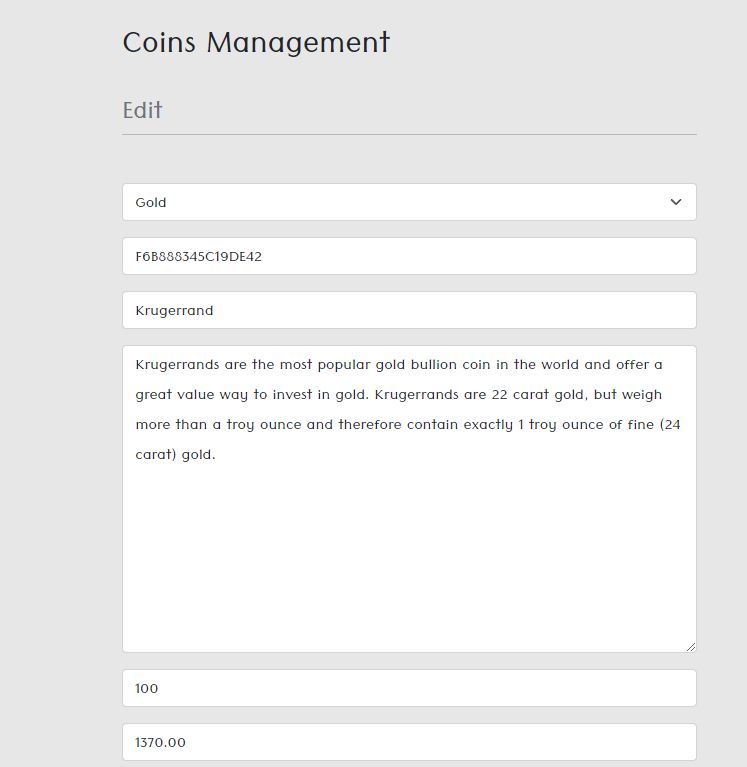 Coins Management
Edit
Gold
F6B888345C19DE42
Krugerrand
Krugerrands are the most popular gold bullion coin in the world and offer a
great value way to invest in gold. Krugerrands are 22 carat gold, but weigh
more than a troy ounce and therefore contain exactly 1 troy ounce of fine (24
carat) gold.
100
1370.00